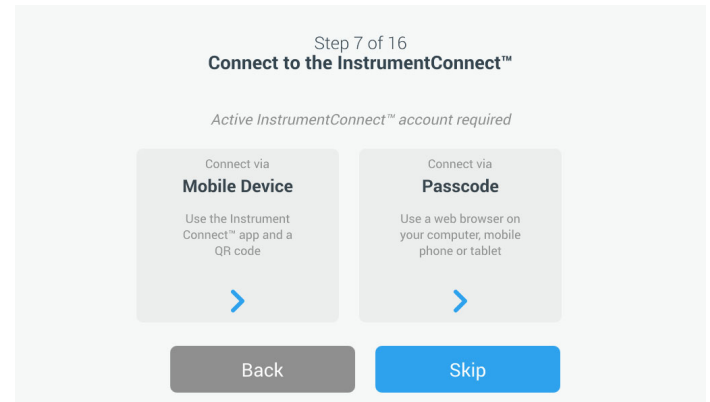 Step 7 of 16
Connect to the InstrumentConnect™
Active InstrumentConnect™ account required
Connect via
Mobile Device
Use the Instrument
Connect™ app and a
QR code
Connect via
Passcode
Use a web browser on
your computer, mobile
phone or tablet
Back
Skip